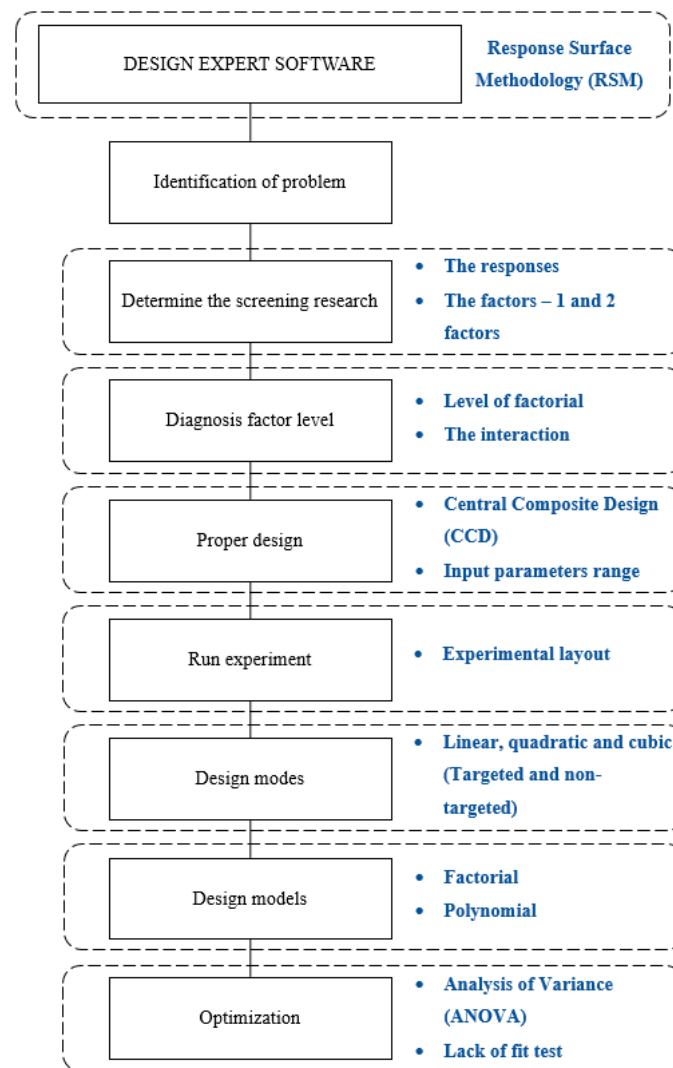 DESIGN EXPERT SOFTWARE
Response Surface
Methodology (RSM)
Identification of problem
Determine the screening research
• The responses
• The factors – 1 and 2
factors
Diagnosis factor level
• Level of factorial
• The interaction
Proper design
• Central Composite Design
(CCD)
• Input parameters range
Run experiment
• Experimental layout
Design modes
• Linear, quadratic and cubic
(Targeted and non-
targeted)
Design models
• Factorial
• Polynomial
Optimization
• Analysis of Variance
(ANOVA)
• Lack of fit test